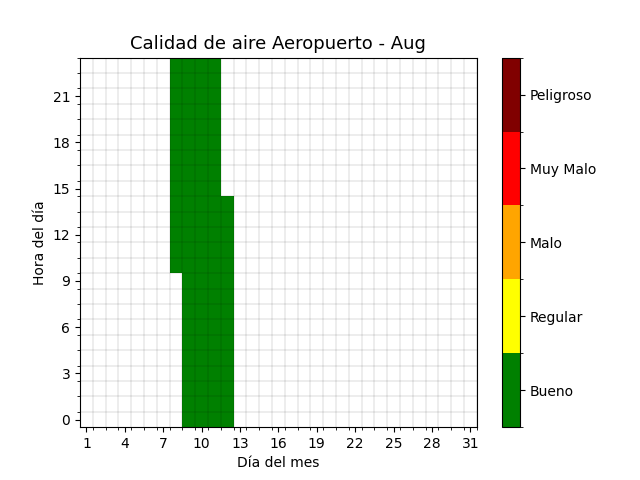 Calidad de aire Aeropuerto - Aug
21
18
15
12
9
6
3
0
Hora del día
1 4 7 10 13 16 19 22 25 28 31
Día del mes
Peligroso
Muy Malo
Malo
Regular
Bueno